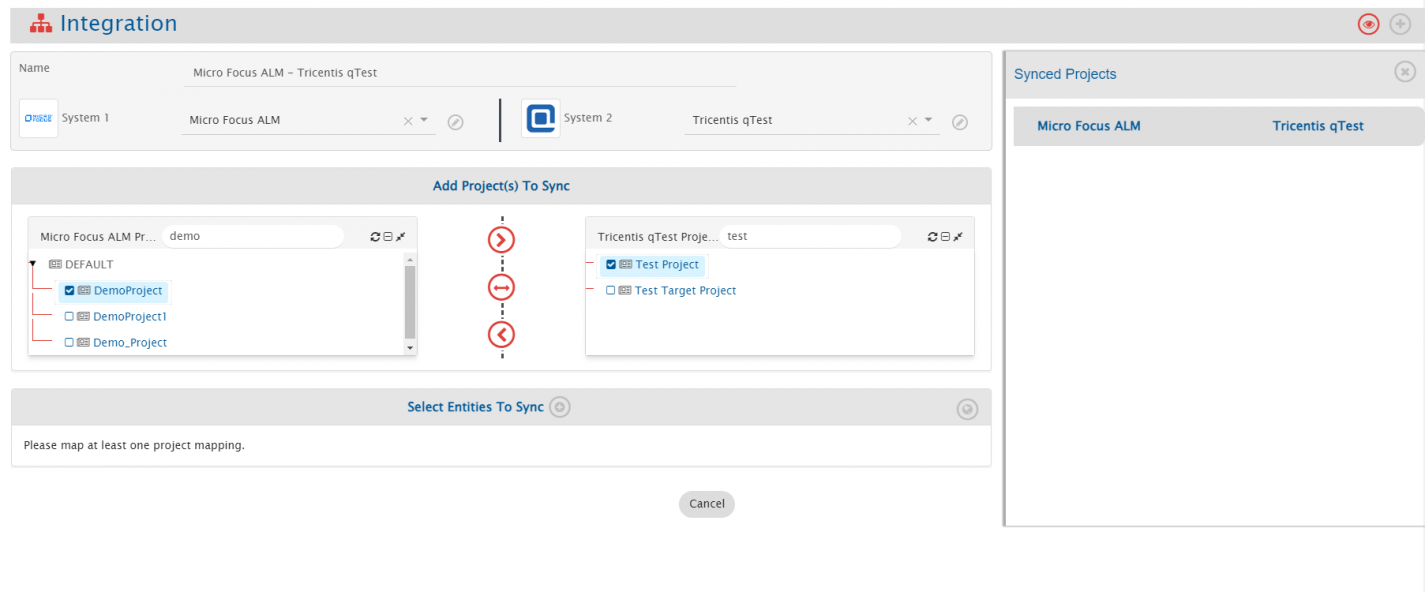 Integration
Name
Micro Focus ALM – Tricentis qTest
System 1
Micro Focus ALM
System 2
Tricentis qTest
Add Project(s) To Sync
Micro Focus ALM Pr... demo
DEFAULT
DemoProject
DemoProject1
Demo_Project
Tricentis qTest Proje... test
Test Project
Test Target Project
Select Entities To Sync
Please map at least one project mapping.
Cancel
Synced Projects
Micro Focus ALM Tricentis qTest